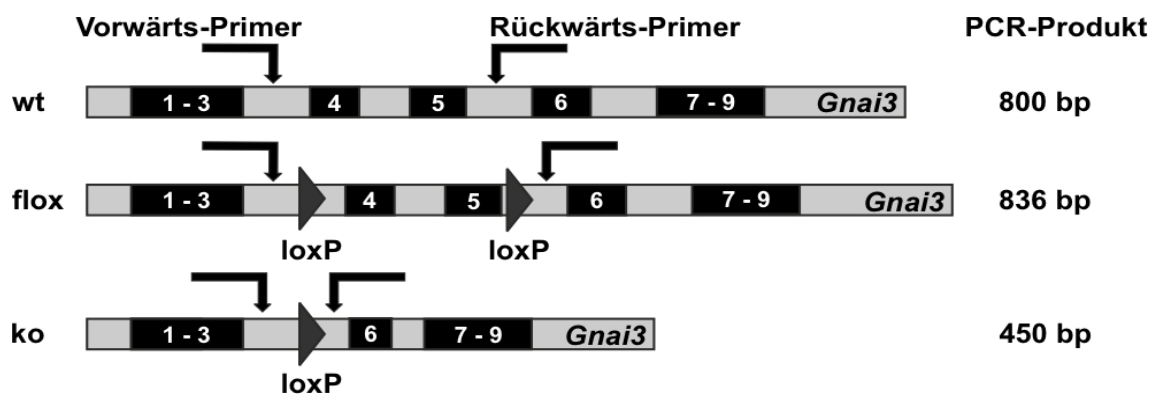 Vorwärts-Primer Rückwärts-Primer PCR-Produkt
wt 1 - 3 4 5 6 7 - 9 Gnai3 800 bp
flox 1 - 3 4 5 6 7 - 9 Gnai3 836 bp
loxP loxP
ko 1 - 3 6 7 - 9 Gnai3 450 bp
loxP